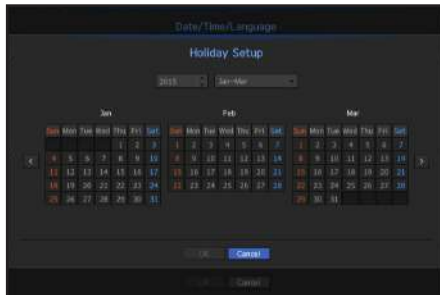 Date/Time/Language
Holiday Setup
2015 Jan-Mar
Jan Feb Mar
Sun Mon Tue Wed Thu Fri Sat Sun Mon Tue Wed Thu Fri Sat Sun Mon Tue Wed Thu Fri Sat
1 2 3 1 2 3 4 5 6 7 1 2 3 4 5 6 7
4 5 6 7 8 9 10 8 9 10 11 12 13 14 8 9 10 11 12 13 14
< 11 12 13 14 15 16 17 15 16 17 18 19 20 21 15 16 17 18 19 20 21 >
18 19 20 21 22 23 24 22 23 24 25 26 27 28 22 23 24 25 26 27 28
25 26 27 28 29 30 31 29 30 31
OK Cancel
OK Cancel